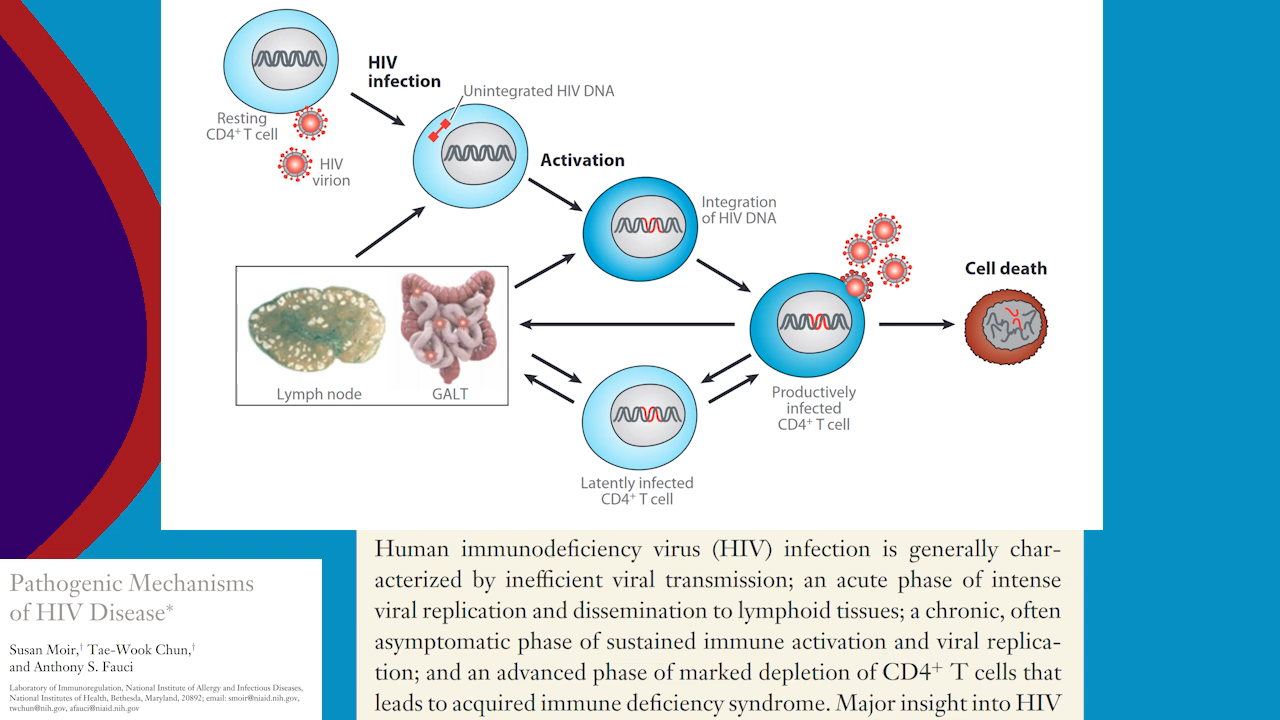 HIV
infection
Unintegrated HIV DNA
Resting
CD4⁺ T cell
HIV
virion
Activation
Integration
of HIV DNA
Cell death
Lymph node
GALT
Productively
infected
CD4⁺ T cell
Latently infected
CD4⁺ T cell
Human immunodeficiency virus (HIV) infection is generally char-
acterized by inefficient viral transmission; an acute phase of intense
viral replication and dissemination to lymphoid tissues; a chronic, often
asymptomatic phase of sustained immune activation and viral replica-
tion; and an advanced phase of marked depletion of CD4⁺ T cells that
leads to acquired immune deficiency syndrome. Major insight into HIV
Pathogenic Mechanisms
of HIV Disease*
Susan Moir,† Tae-Wook Chun,†
and Anthony S. Fauci
Laboratory of Immunoregulation, National Institute of Allergy and Infectious Diseases,
National Institutes of Health, Bethesda, Maryland, 20892; email: smoir@niaid.nih.gov,
twchun@nih.gov, afauci@niaid.nih.gov